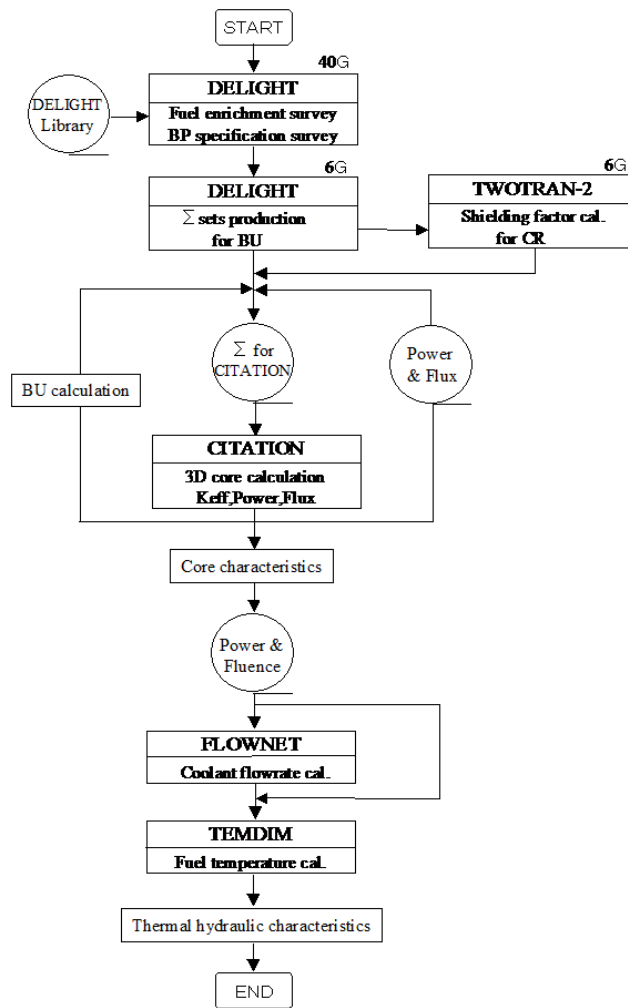 START
40G
DELIGHT
Library
DELIGHT
Fuel enrichment survey
BP specification survey
6G
DELIGHT
Σ sets production
for BU
6G
TWOTRAN-2
Shielding factor cal.
for CR
BU calculation
Σ for
CITATION
Power
& Flux
CITATION
3D core calculation
Keff,Power,Flux
Core characteristics
Power &
Fluence
FLOWNET
Coolant flowrate cal.
TEMDIM
Fuel temperature cal.
Thermal hydraulic characteristics
END